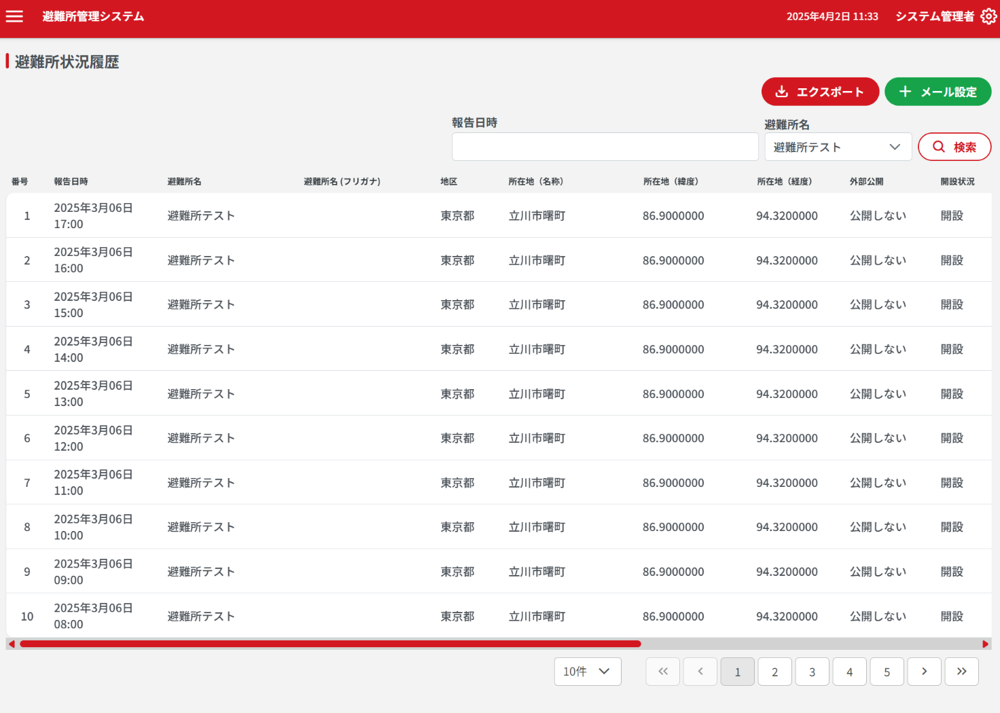 避難所管理システム
2025年4月2日 11:33
システム管理者
避難所状況履歴
エクスポート
メール設定
報告日時
避難所名
避難所テスト
検索
番号 報告日時 避難所名 避難所名 (フリガナ) 地区 所在地（名称） 所在地（緯度） 所在地（経度） 外部公開 開設状況
1 2025年3月06日 17:00 避難所テスト 東京都 立川市曙町 86.9000000 94.3200000 公開しない 開設
2 2025年3月06日 16:00 避難所テスト 東京都 立川市曙町 86.9000000 94.3200000 公開しない 開設
3 2025年3月06日 15:00 避難所テスト 東京都 立川市曙町 86.9000000 94.3200000 公開しない 開設
4 2025年3月06日 14:00 避難所テスト 東京都 立川市曙町 86.9000000 94.3200000 公開しない 開設
5 2025年3月06日 13:00 避難所テスト 東京都 立川市曙町 86.9000000 94.3200000 公開しない 開設
6 2025年3月06日 12:00 避難所テスト 東京都 立川市曙町 86.9000000 94.3200000 公開しない 開設
7 2025年3月06日 11:00 避難所テスト 東京都 立川市曙町 86.9000000 94.3200000 公開しない 開設
8 2025年3月06日 10:00 避難所テスト 東京都 立川市曙町 86.9000000 94.3200000 公開しない 開設
9 2025年3月06日 09:00 避難所テスト 東京都 立川市曙町 86.9000000 94.3200000 公開しない 開設
10 2025年3月06日 08:00 避難所テスト 東京都 立川市曙町 86.9000000 94.3200000 公開しない 開設
10件 1 2 3 4 5